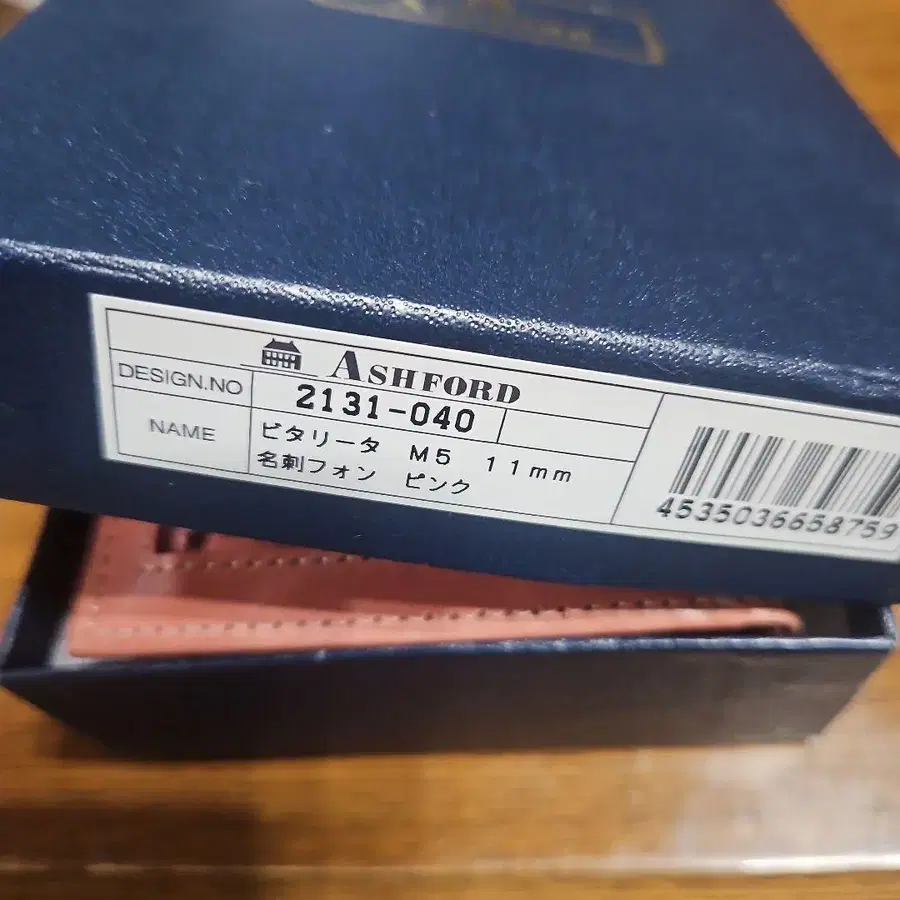 ASHFORD
DESIGN.NO 2131-040
NAME ビタリータ M5 11mm
名刺フォン ピンク
4535036658759